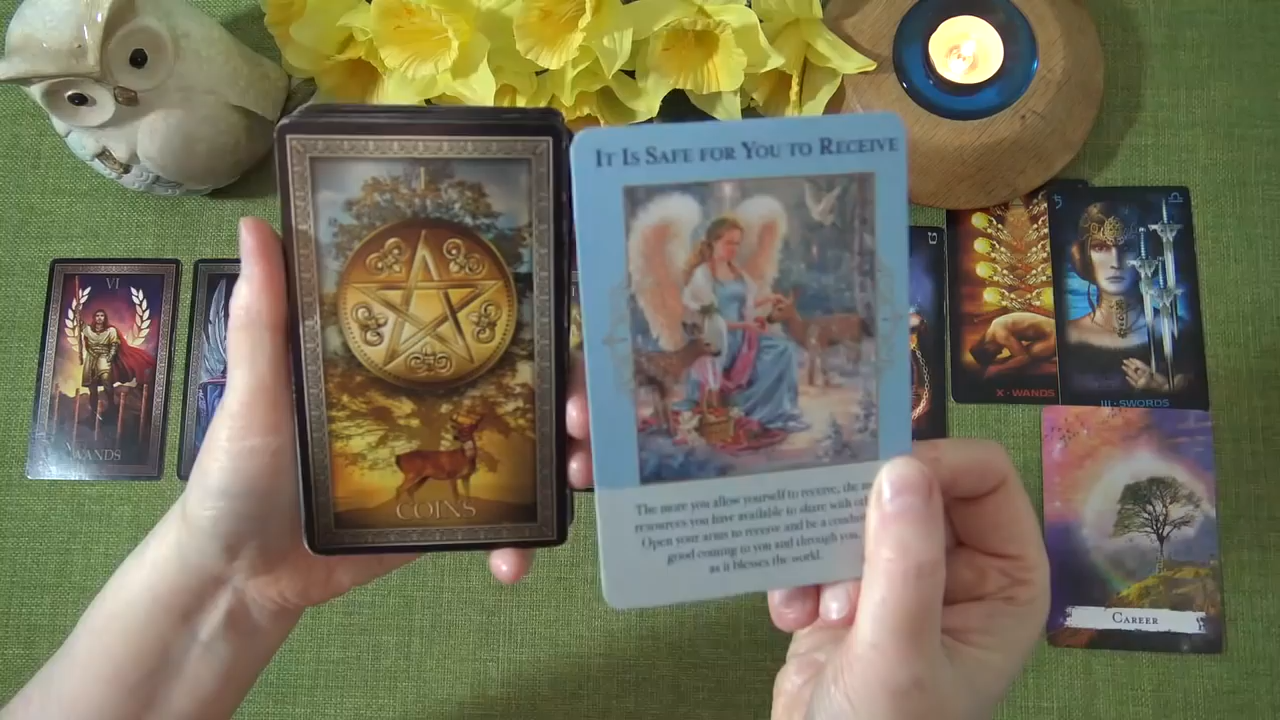 I
COINS
IT IS SAFE FOR YOU TO RECEIVE
The more you allow yourself to receive, the
resources you have available to share with
Open your arms to receive and be a
good coming to you and through you,
as it blesses the world.
VI
WANDS
X · WANDS
III · SWORDS
CAREER